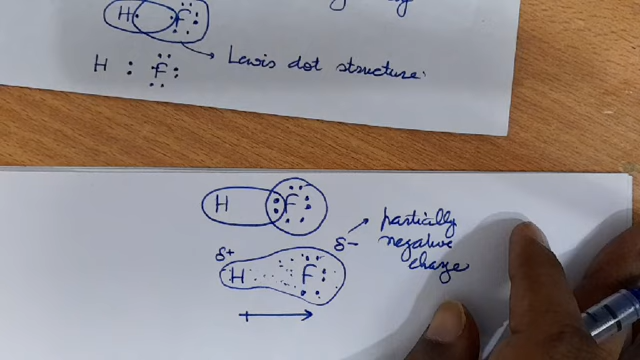 H F
H : F
Lewis dot structure
H F
δ+
δ-
partially
negative
charge
H F